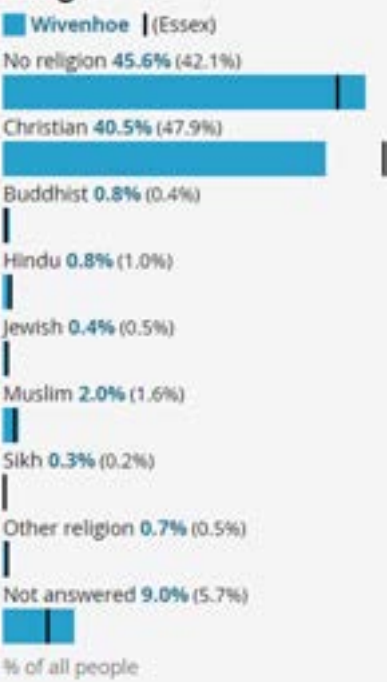 Wivenhoe (Essex)
No religion 45.6% (42.1%)
Christian 40.5% (47.9%)
Buddhist 0.8% (0.4%)
Hindu 0.8% (1.0%)
Jewish 0.4% (0.5%)
Muslim 2.0% (1.6%)
Sikh 0.3% (0.2%)
Other religion 0.7% (0.5%)
Not answered 9.0% (5.7%)
% of all people